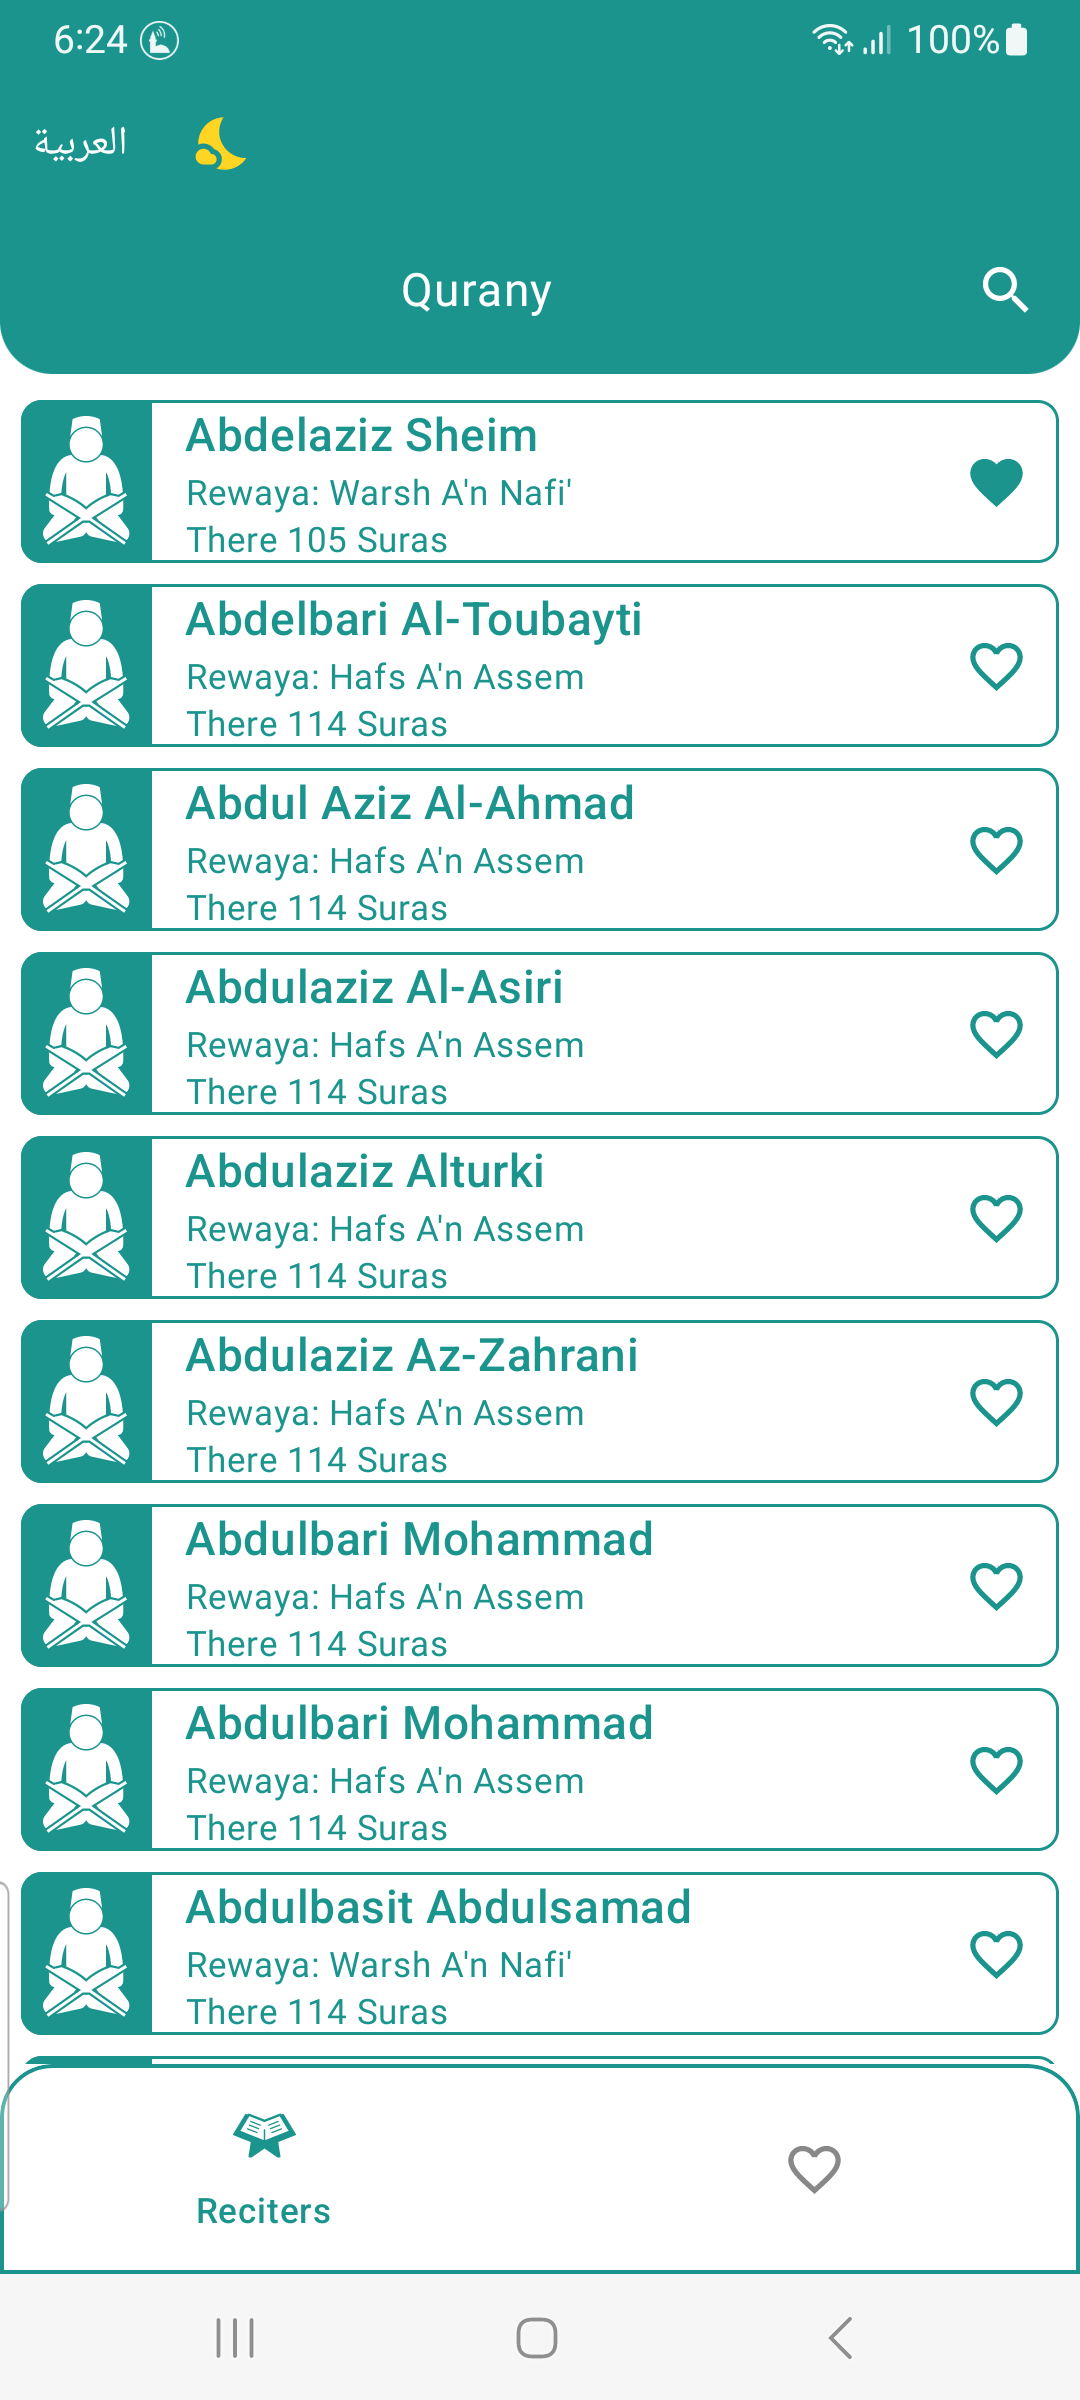 6:24
100%
العربية
Qurany
Abdelaziz Sheim
Rewaya: Warsh A'n Nafi'
There 105 Suras
Abdelbari Al-Toubayti
Rewaya: Hafs A'n Assem
There 114 Suras
Abdul Aziz Al-Ahmad
Rewaya: Hafs A'n Assem
There 114 Suras
Abdulaziz Al-Asiri
Rewaya: Hafs A'n Assem
There 114 Suras
Abdulaziz Alturki
Rewaya: Hafs A'n Assem
There 114 Suras
Abdulaziz Az-Zahrani
Rewaya: Hafs A'n Assem
There 114 Suras
Abdulbari Mohammad
Rewaya: Hafs A'n Assem
There 114 Suras
Abdulbari Mohammad
Rewaya: Hafs A'n Assem
There 114 Suras
Abdulbasit Abdulsamad
Rewaya: Warsh A'n Nafi'
There 114 Suras
Reciters